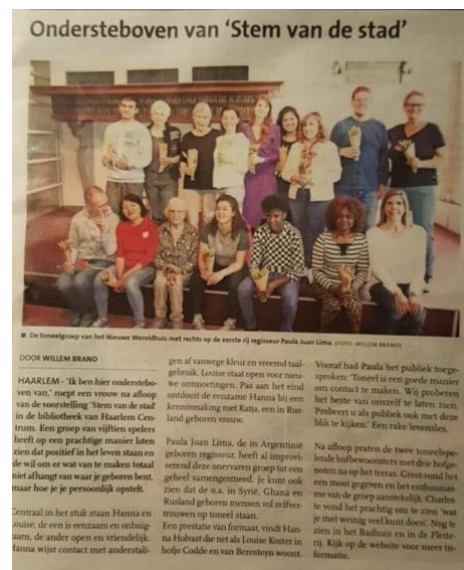 Ondersteboven van ‘Stem van de stad’
De toneelgroep van het Nieuwe Wereldhuis met rechts op de eerste rij regisseur Paula Juan Lima. (FOTO: WILLEM BRAND)
DOOR WILLEM BRAND
HAARLEM - ‘Ik ben hier onderstebo-
ven van,’ roept een vrouw na afloop
van de voorstelling ‘Stem van de stad’
in de bibliotheek van Haarlem Cen-
trum. Een groep van vijftien spelers
heeft op een prachtige manier laten
zien dat positief in het leven staan en
de wil om er wat van te maken totaal
niet afhangt van waar je geboren bent,
maar hoe je je persoonlijk opstelt.
Centraal in het stuk staan Hanna en
Louise, de een is eenzaam en onbuig-
zaam, de ander open en vriendelijk.
Hanna wijst contact met anderstali-
gen af vanwege kleur en vreemd taal-
gebruik. Louise staat open voor nieu-
we ontmoetingen. Pas aan het eind
ontdooit de eenzame Hanna bij een
kennismaking met Katja, een in Rus-
land geboren vrouw.
Paula Juan Lima, de in Argentinië
geboren regisseur, heeft al improvi-
serend deze onervaren groep tot een
geheel samengesmeed. Je kunt ook
zien dat de o.a. in Syrië, Ghana en
Rusland geboren mensen vol zelfver-
trouwen op toneel staan.
Een prestatie van formaat, vindt Han-
na Hulvast die net als Louise Koster in
hofje Codde en van Beresteyn woont.
Vooraf had Paula het publiek toege-
sproken: ‘Toneel is een goede manier
om contact te maken. Wij proberen
het beste van onszelf te laten zien.
Probeert u als publiek ook met deze
blik te kijken.’ Een rake levensles.
Na afloop praten de twee toneelspe-
lende hofbewoonsters met drie hofge-
noten na op het terras. Greet vond het
een mooi gegeven en het enthousias-
me van de groep aanstekelijk. Charlot-
te vond het prachtig om te zien ‘wat
je met weinig veel kunt doen’. Nog te
zien in het Badhuis en in de Plette-
rij. Kijk op de website voor meer in-
formatie.